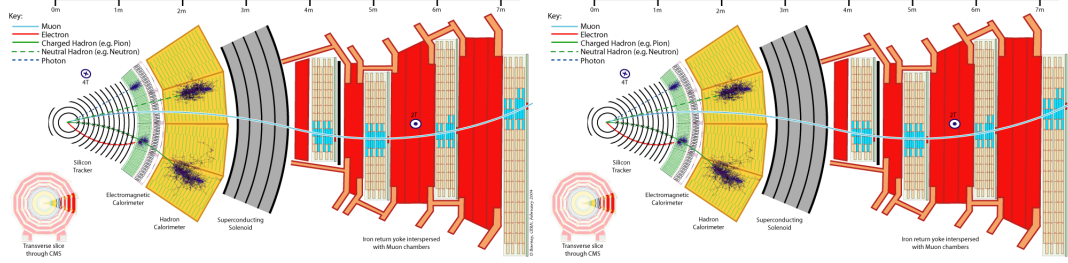 0m 1m 2m 3m 4m 5m 6m 7m
Key:
Muon
Electron
Charged Hadron (e.g. Pion)
Neutral Hadron (e.g. Neutron)
Photon
4T
2T
Silicon
Tracker
Electromagnetic
Calorimeter
Hadron
Calorimeter
Superconducting
Solenoid
Iron return yoke interspersed
with Muon chambers
Transverse slice
through CMS
D Barney, CERN, February 2004
0m 1m 2m 3m 4m 5m 6m 7m
Key:
Muon
Electron
Charged Hadron (e.g. Pion)
Neutral Hadron (e.g. Neutron)
Photon
4T
2T
Silicon
Tracker
Electromagnetic
Calorimeter
Hadron
Calorimeter
Superconducting
Solenoid
Iron return yoke interspersed
with Muon chambers
Transverse slice
through CMS